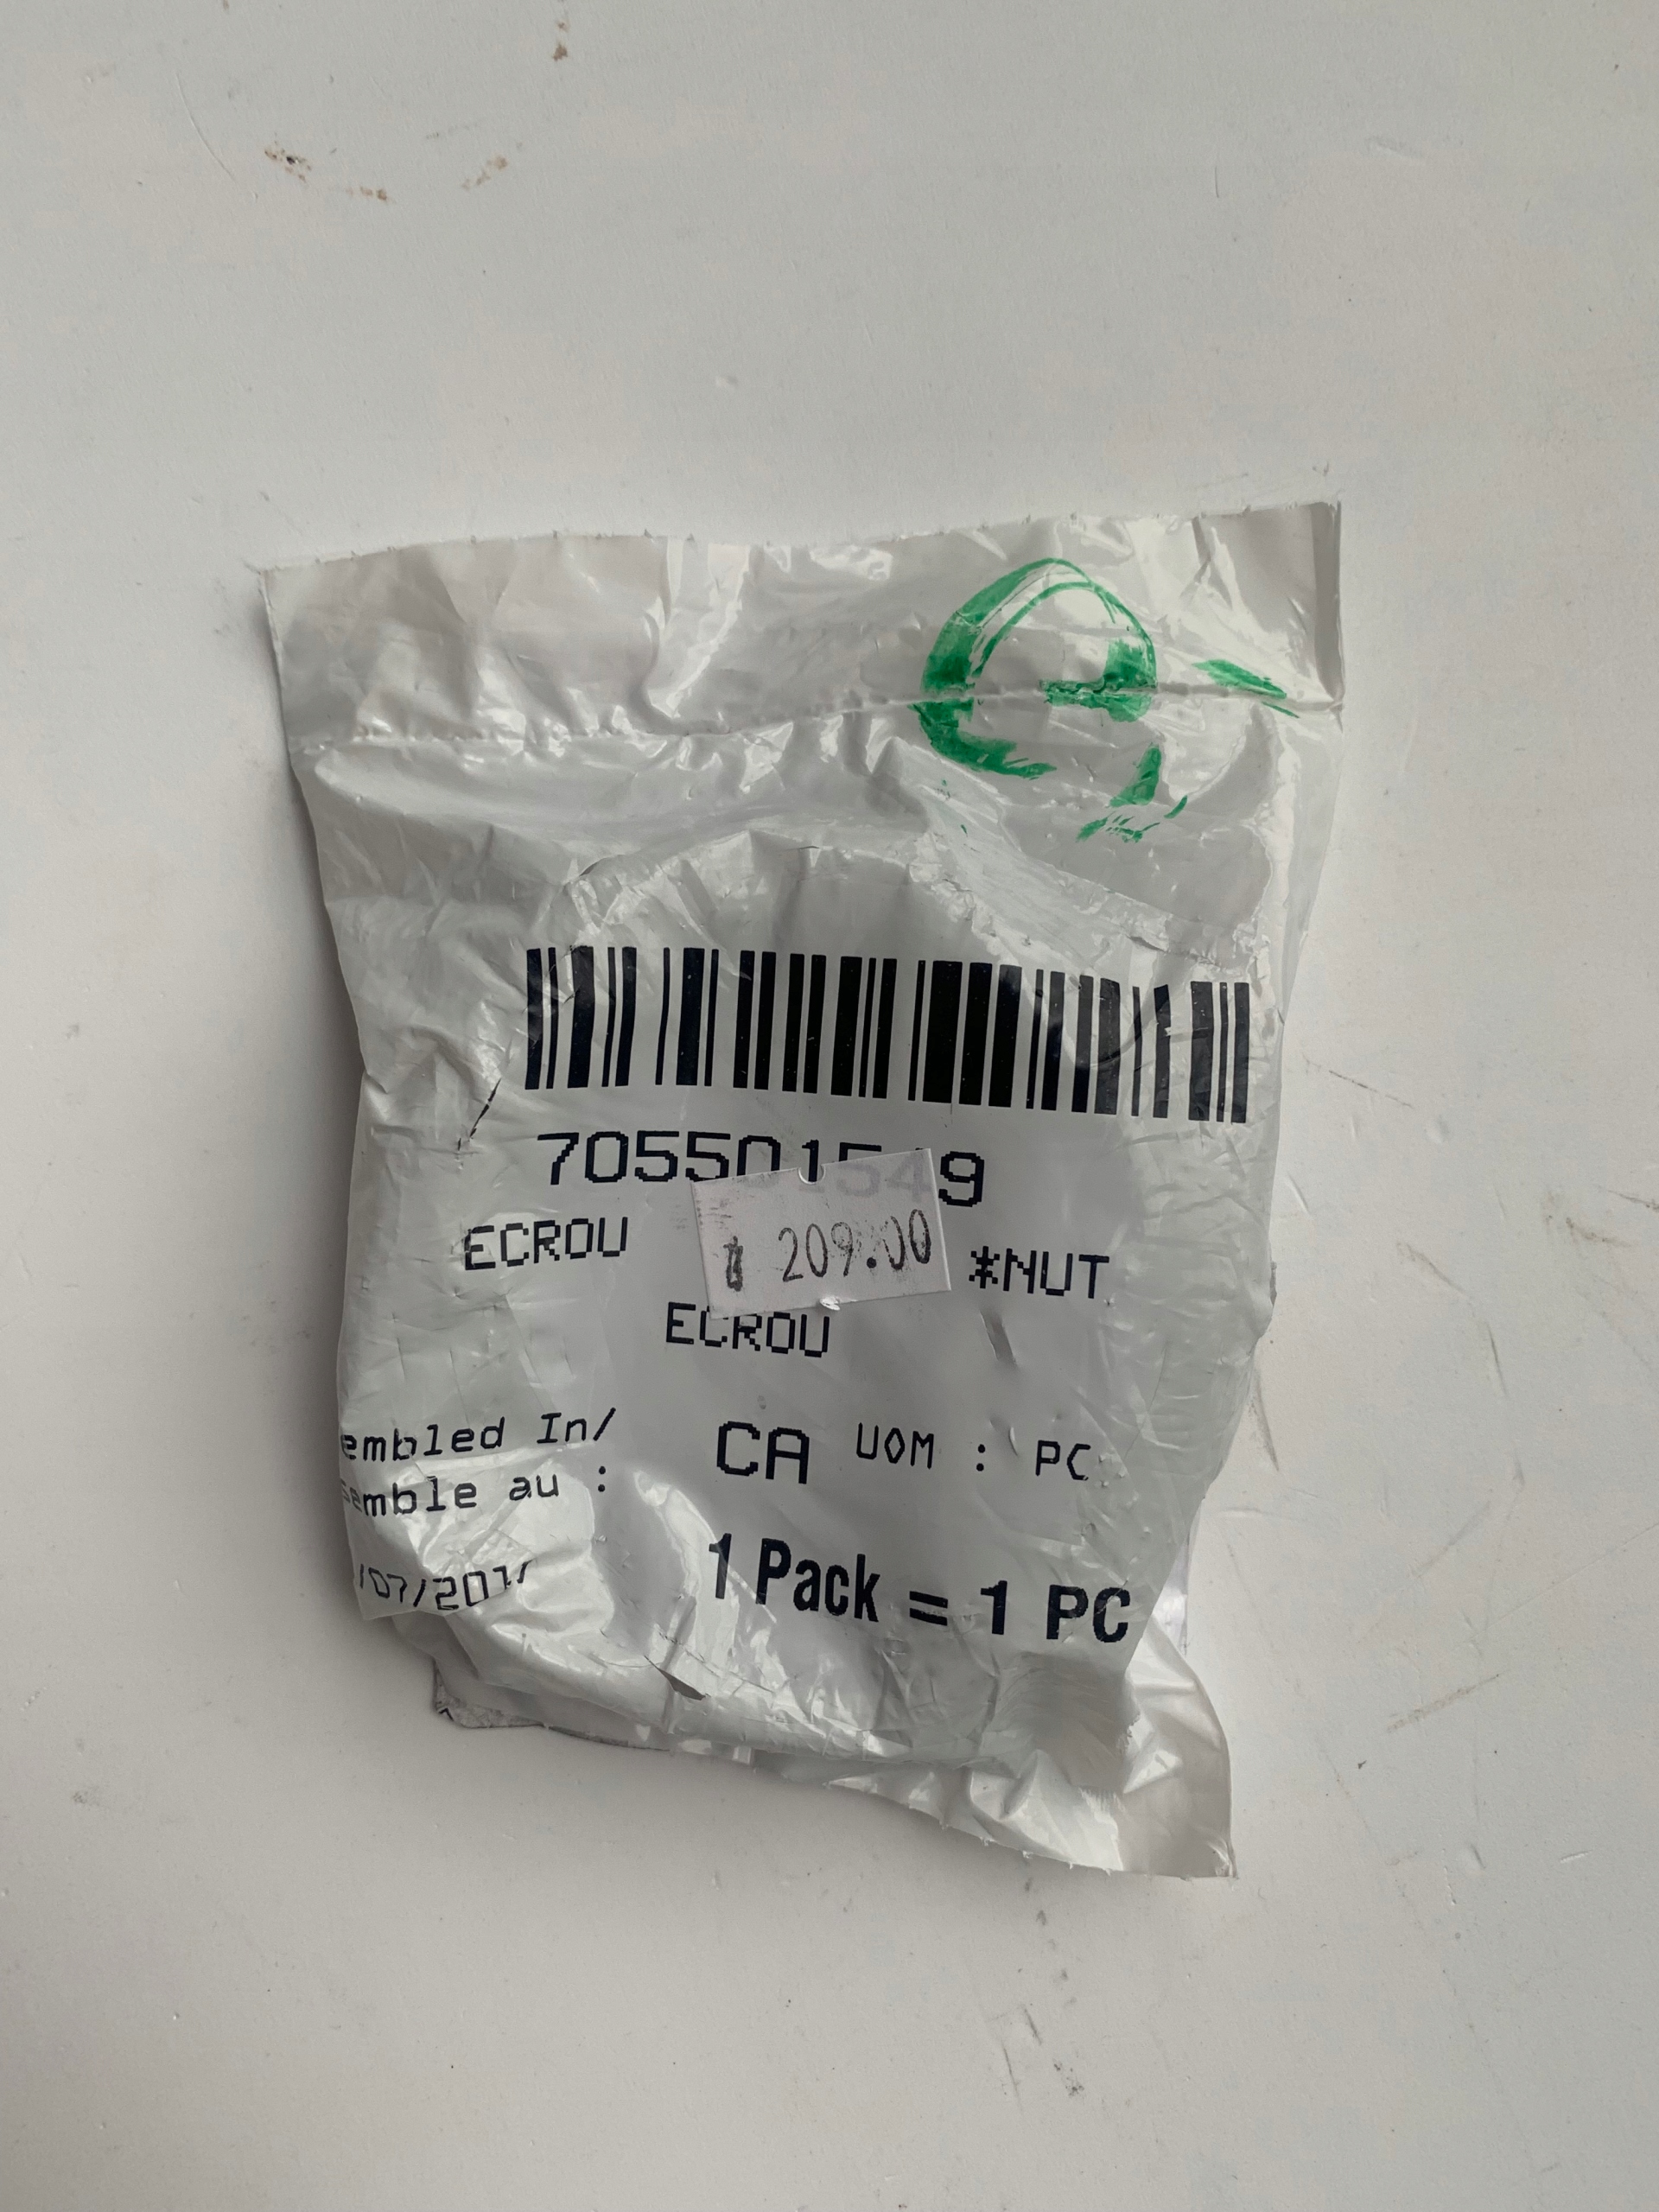 705501549
ECROU *NUT
209.00
ECROU
embled In/ CA UOM : PC
semble au :
/07/201
1 Pack = 1 PC